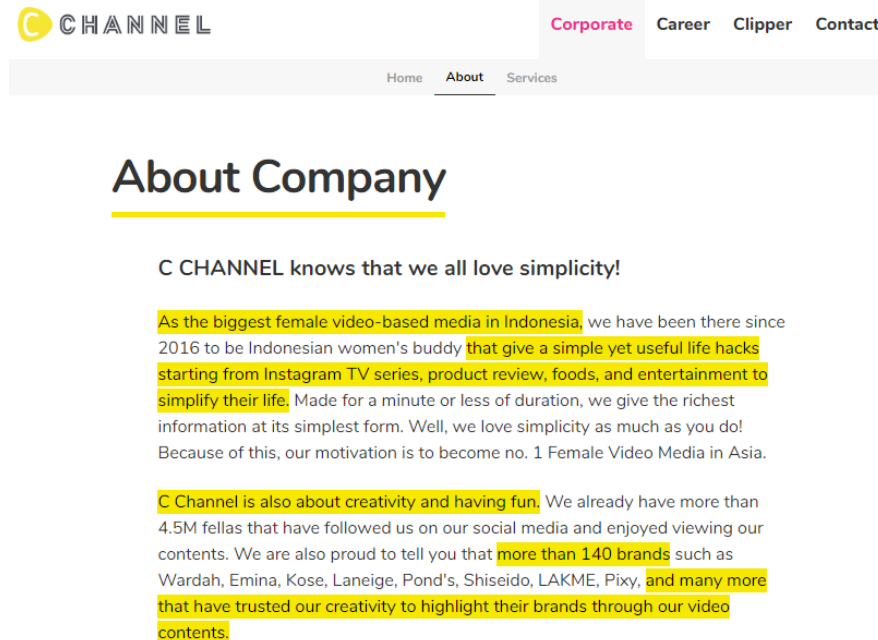 C CHANNEL
Corporate Career Clipper Contact
Home About Services
About Company
C CHANNEL knows that we all love simplicity!
As the biggest female video-based media in Indonesia, we have been there since
2016 to be Indonesian women's buddy that give a simple yet useful life hacks
starting from Instagram TV series, product review, foods, and entertainment to
simplify their life. Made for a minute or less of duration, we give the richest
information at its simplest form. Well, we love simplicity as much as you do!
Because of this, our motivation is to become no. 1 Female Video Media in Asia.
C Channel is also about creativity and having fun. We already have more than
4.5M fellas that have followed us on our social media and enjoyed viewing our
contents. We are also proud to tell you that more than 140 brands such as
Wardah, Emina, Kose, Laneige, Pond's, Shiseido, LAKME, Pixy, and many more
that have trusted our creativity to highlight their brands through our video
contents.